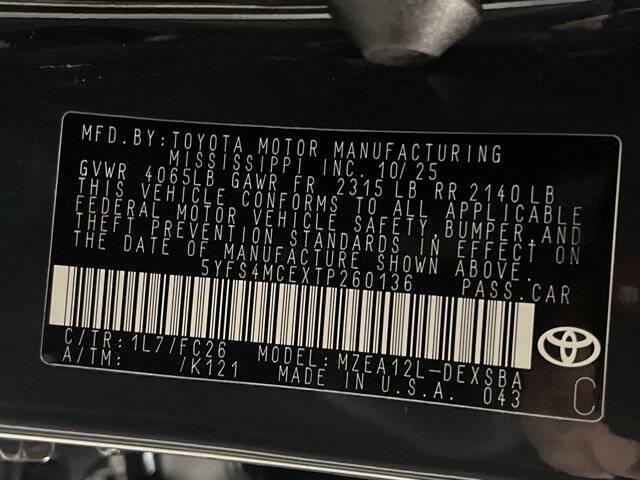 MFD.BY:TOYOTA MOTOR MANUFACTURING
MISSISSIPPI INC. 10/25
GVWR 4065LB GAWR FR 2315 LB RR 2140 LB
THIS VEHICLE CONFORMS TO ALL APPLICABLE
FEDERAL MOTOR VEHICLE SAFETY,BUMPER,AND
THEFT PREVENTION STANDARDS IN EFFECT ON
THE DATE OF MANUFACTURE SHOWN ABOVE.
5YFS4MCEXTP260136 PASS.CAR
C/TR: 1L7/FC26 MODEL: MZEA12L-DEXSBA
A/TM: /K121 MADE IN U.S.A. 043
C